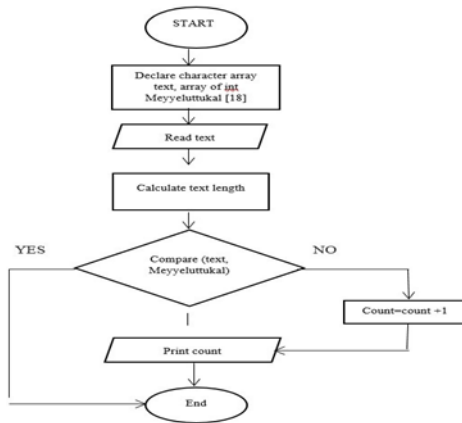 START
Declare character array
text, array of int
Meyyeluttukal [18]
Read text
Calculate text length
YES
NO
Compare (text,
Meyyeluttukal)
Count=count +1
Print count
End